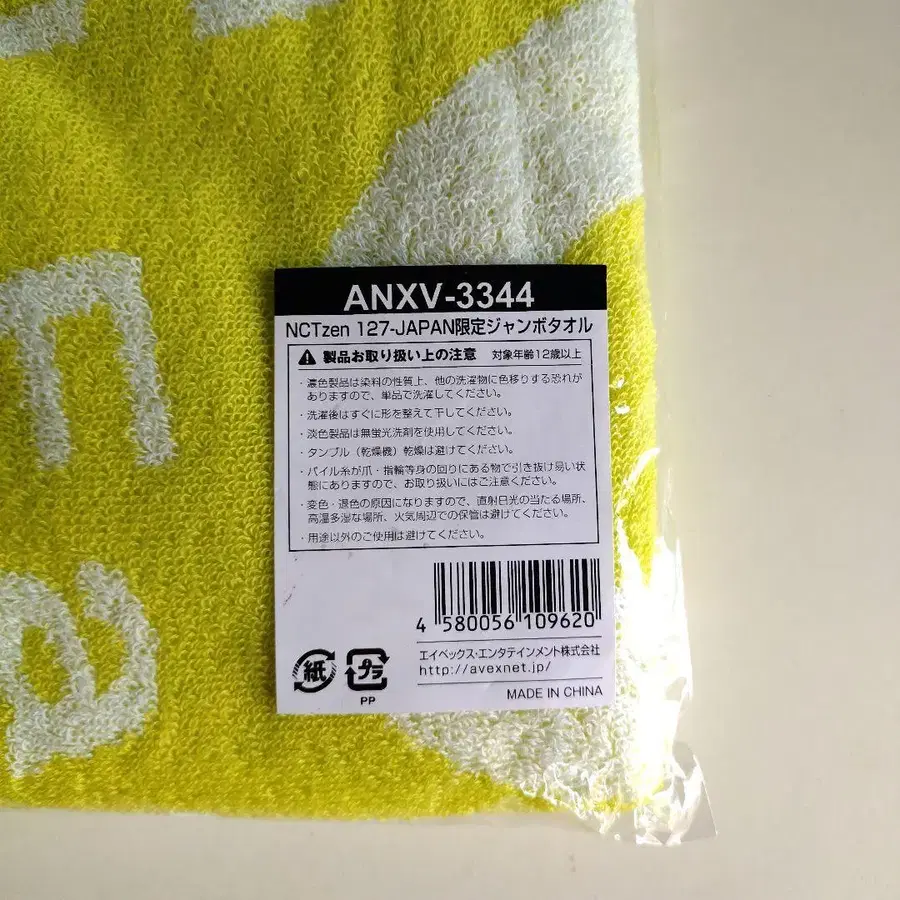 ANXV-3344
NCTzen 127-JAPAN限定ジャンボタオル
製品お取り扱い上の注意 対象年齢12歳以上
・濃色製品は染料の性質上、他の洗濯物に色移りする恐れが
ありますので、単品で洗濯してください。
・洗濯後はすぐに形を整えて干してください。
・淡色製品は無蛍光洗剤を使用してください。
・タンブル（乾燥機）乾燥は避けてください。
・パイル糸が爪・指輪等身の回りにある物で引き抜け易い状
態にありますので、お取り扱いにはご注意ください。
・変色・退色の原因になりますので、直射日光の当たる場所、
高温多湿な場所、火気周辺での保管は避けてください。
・用途以外のご使用は避けてください。
4 580056 109620
エイベックス・エンタテインメント株式会社
http://avexnet.jp/
紙
プラ
PP
MADE IN CHINA